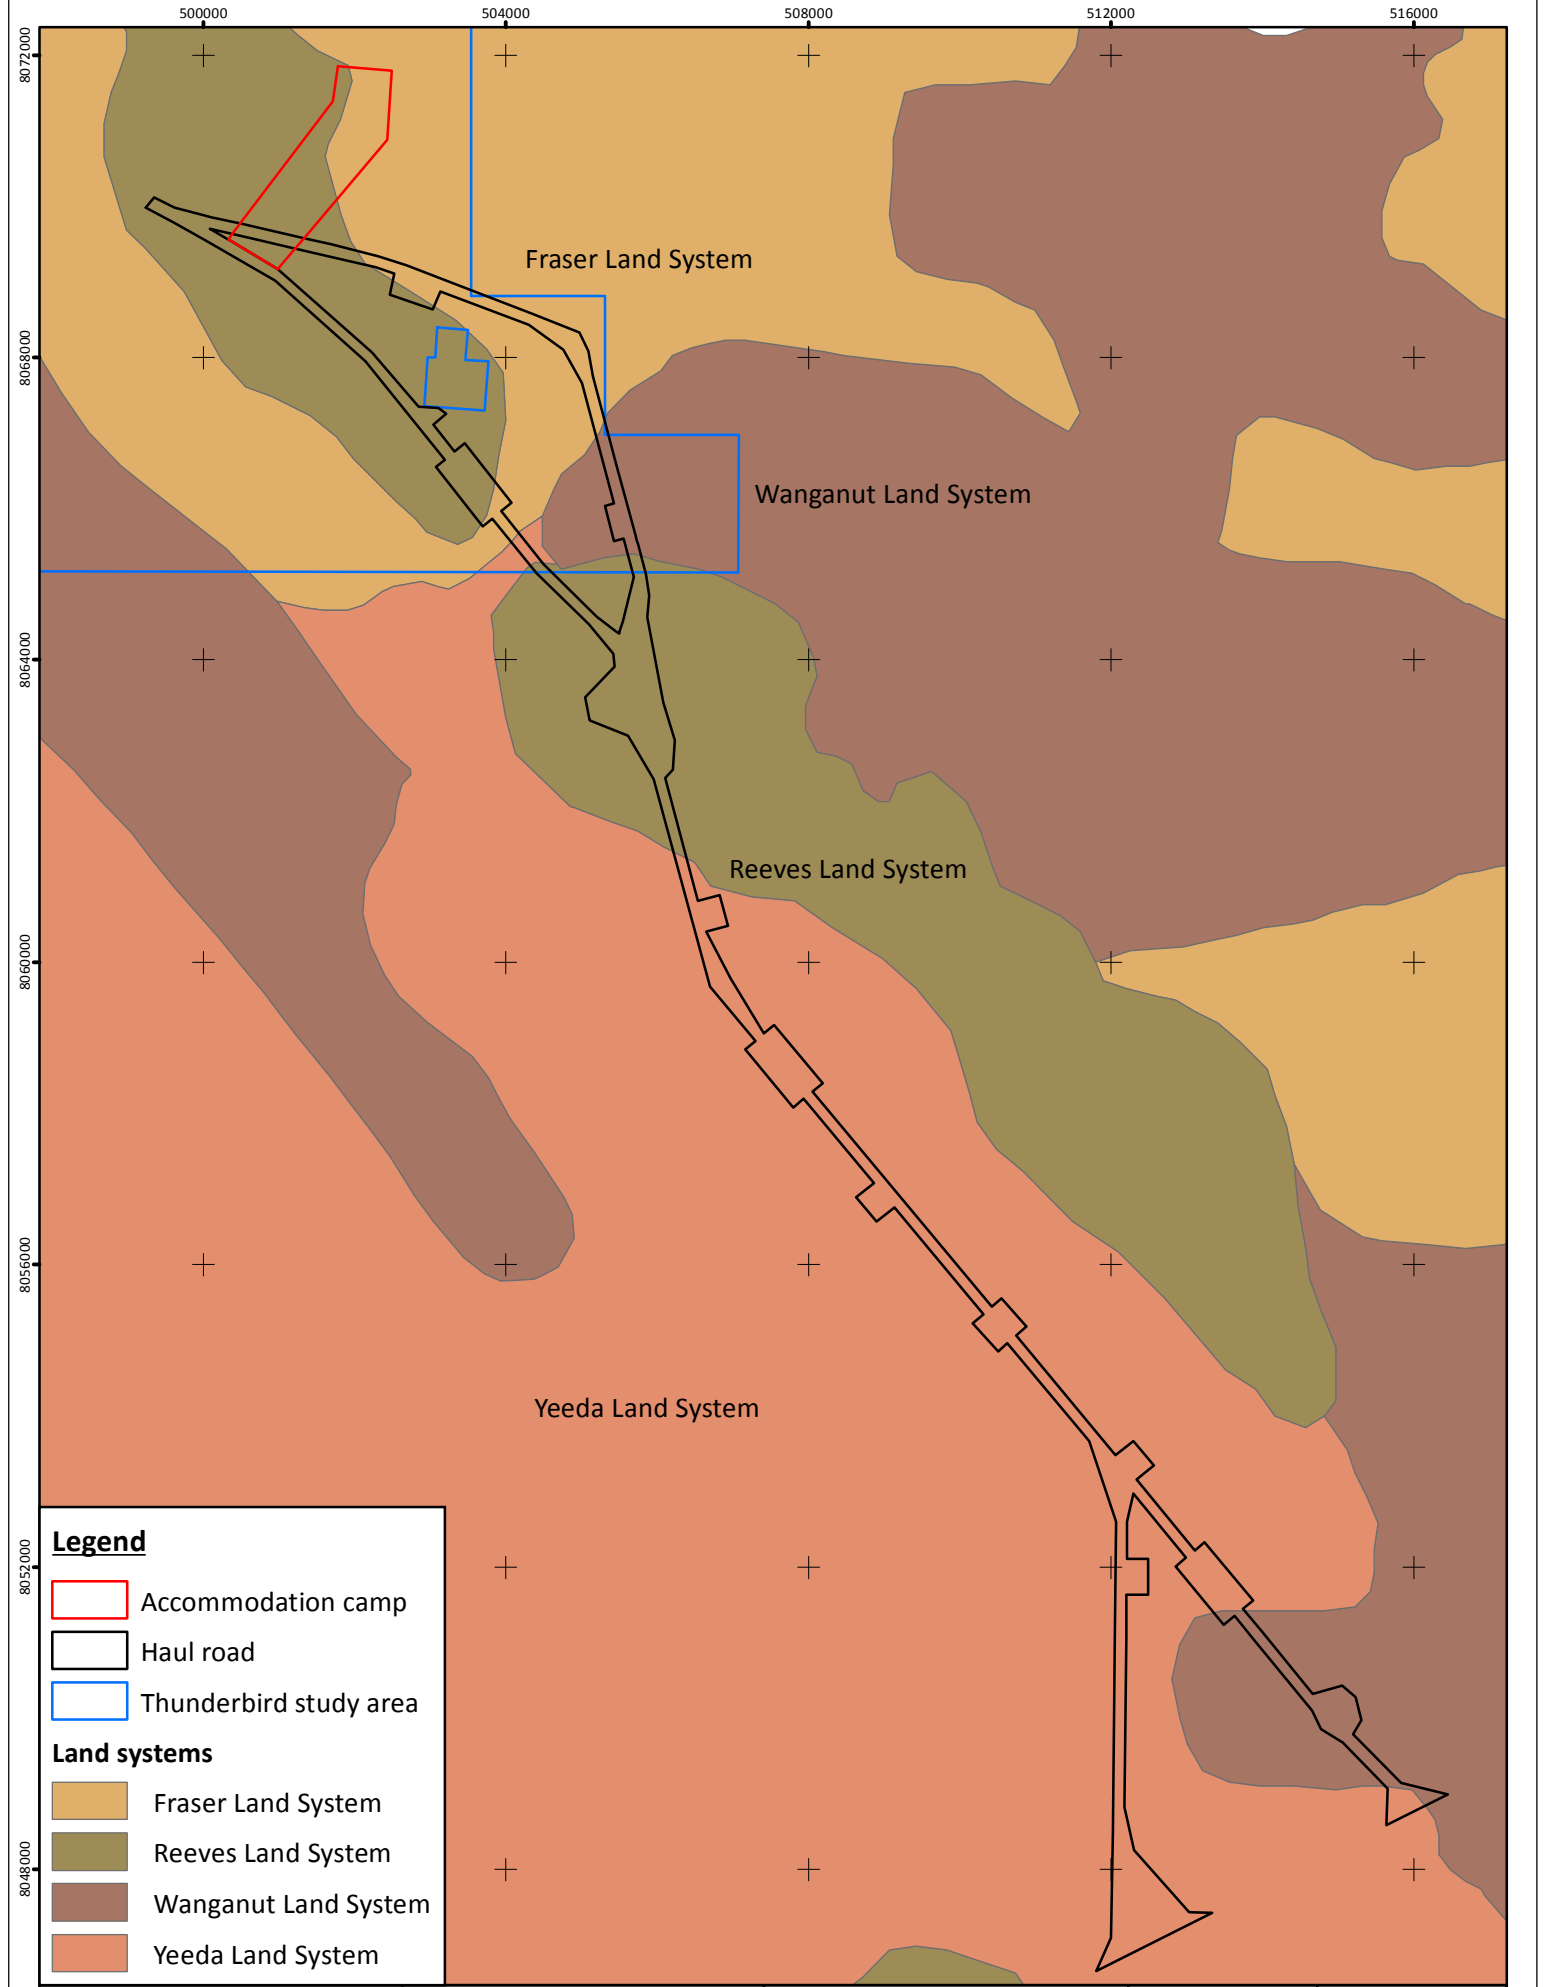 500000 504000 508000 512000 516000
8072000
Fraser Land System
8068000
Wanganut Land System
8064000
Reeves Land System
8060000
8056000
Yeeda Land System
8052000
8048000
Legend
Accommodation camp
Haul road
Thunderbird study area
Land systems
Fraser Land System
Reeves Land System
Wanganut Land System
Yeeda Land System